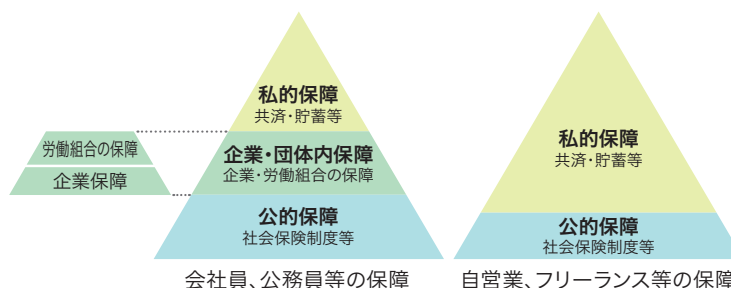 私的保障
共済・貯蓄等
労働組合の保障
企業保障
企業・団体内保障
企業・労働組合の保障
公的保障
社会保険制度等
会社員、公務員等の保障
私的保障
共済・貯蓄等
公的保障
社会保険制度等
自営業、フリーランス等の保障